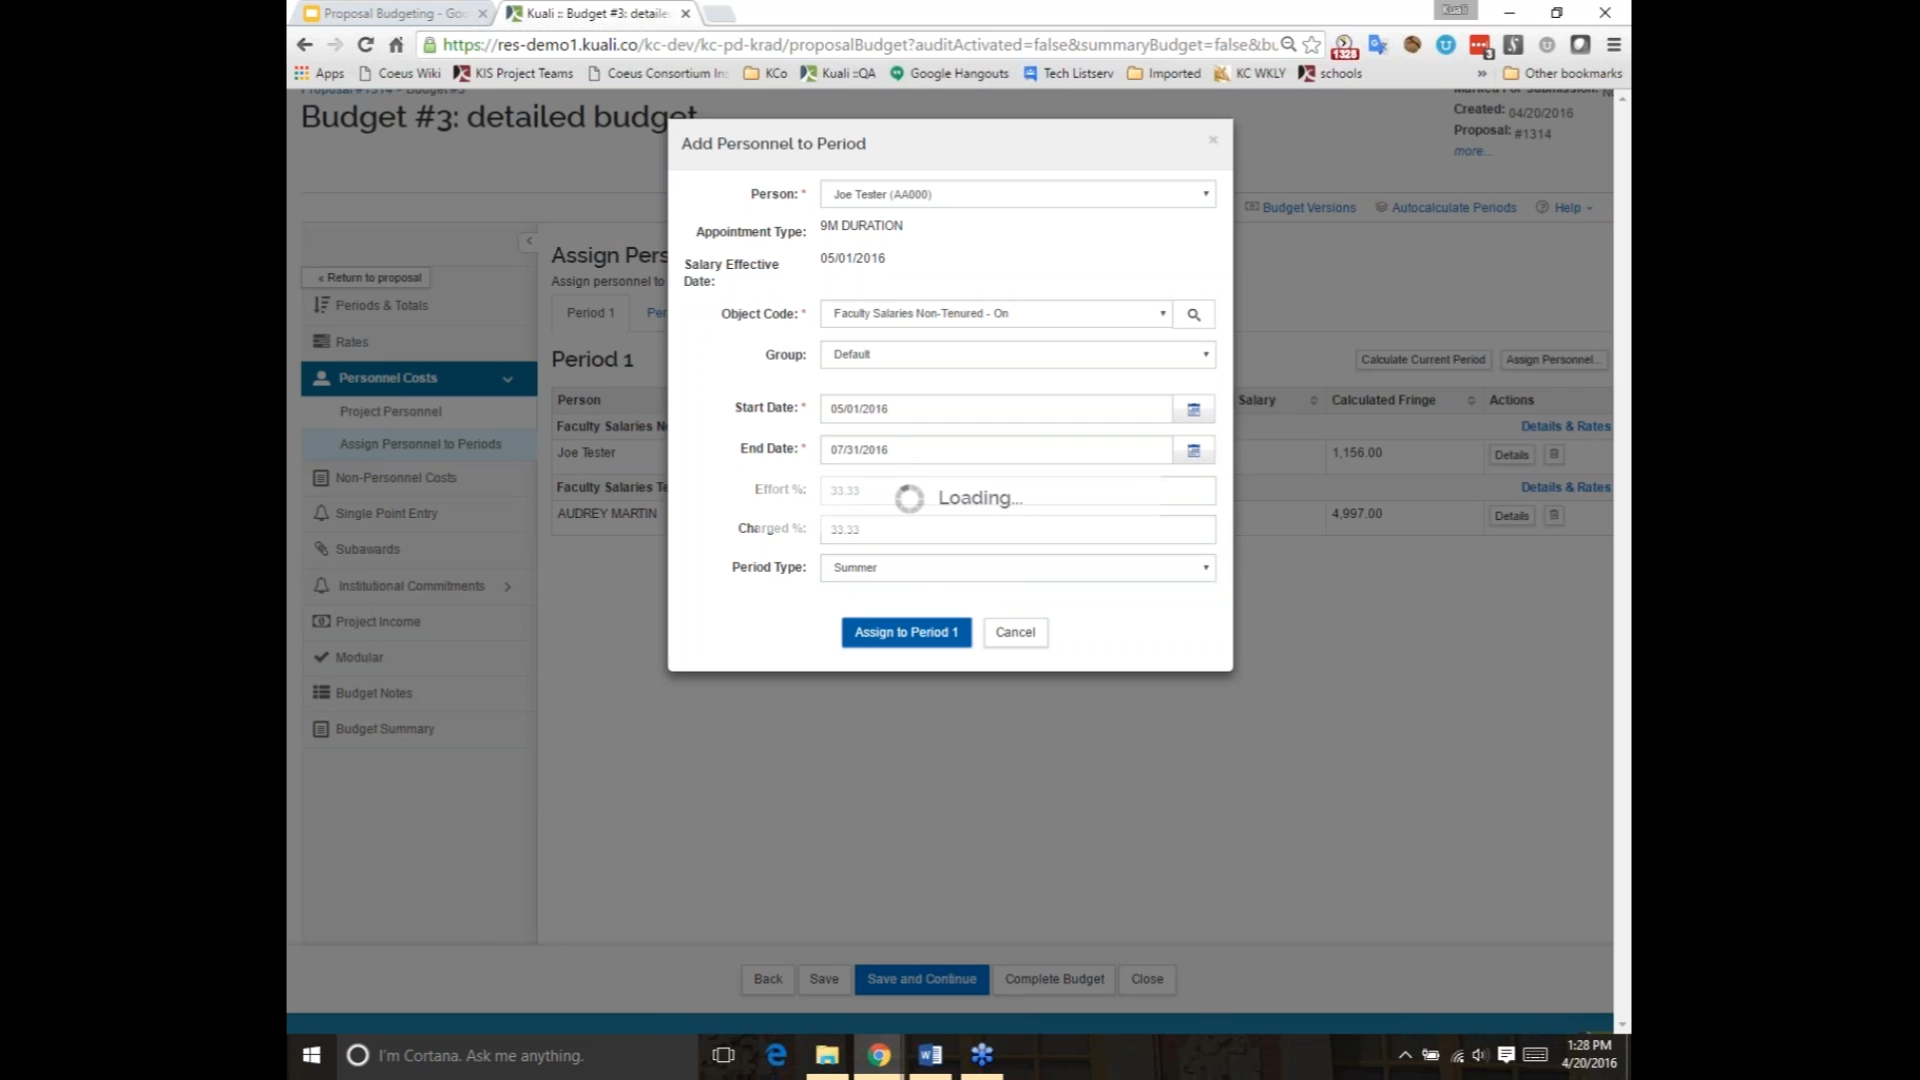 Proposal Budgeting - Goo
Kuali :: Budget #3: detaile
Kuali
https://res-demo1.kuali.co/kc-dev/kc-pd-krad/proposalBudget?auditActivated=false&summaryBudget=false&bu
1328
3
Apps
Coeus Wiki
KIS Project Teams
Coeus Consortium In
KCo
Kuali ::QA
Google Hangouts
Tech Listserv
Imported
KC WKLY
schools
»
Other bookmarks
Proposal #1314 > Budget #3
Budget #3: detailed budget
Marked For Submission:
Created: 04/20/2016
Proposal: #1314
more...
Budget Versions
Autocalculate Periods
Help
« Return to proposal
Periods & Totals
Rates
Personnel Costs
Project Personnel
Assign Personnel to Periods
Non-Personnel Costs
Single Point Entry
Subawards
Institutional Commitments
Project Income
Modular
Budget Notes
Budget Summary
Assign Pers
Assign personnel to
Period 1
Per
Period 1
Calculate Current Period
Assign Personnel...
Person
Salary
Calculated Fringe
Actions
Faculty Salaries N
Details & Rates
Joe Tester
1,156.00
Details
Faculty Salaries Te
Details & Rates
AUDREY MARTIN
4,997.00
Details
Add Personnel to Period
×
Person: *
Joe Tester (AA000)
Appointment Type:
9M DURATION
Salary Effective
Date:
05/01/2016
Object Code: *
Faculty Salaries Non-Tenured - On
Group:
Default
Start Date: *
05/01/2016
End Date: *
07/31/2016
Effort %:
33.33
Loading...
Charged %:
33.33
Period Type:
Summer
Assign to Period 1
Cancel
Back
Save
Save and Continue
Complete Budget
Close
I'm Cortana. Ask me anything.
1:28 PM
4/20/2016